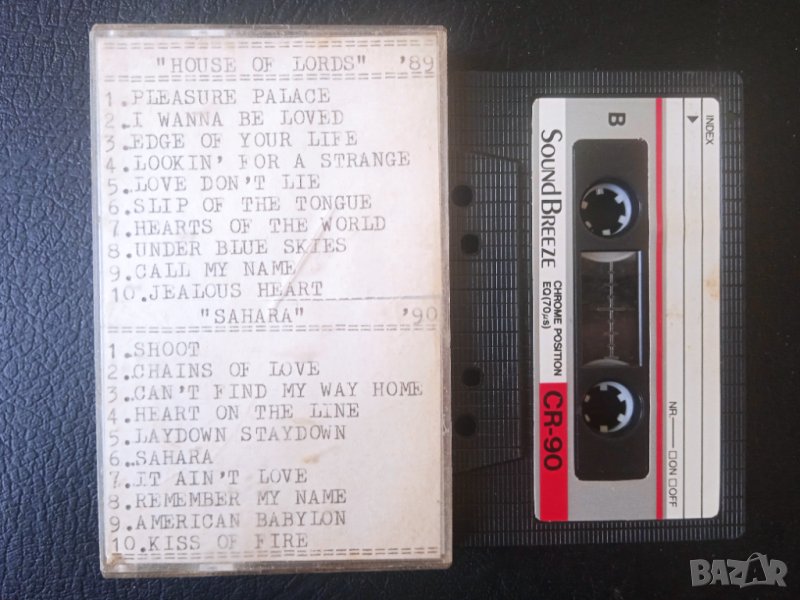 "HOUSE OF LORDS" '89
1.PLEASURE PALACE
2.I WANNA BE LOVED
3.EDGE OF YOUR LIFE
4.LOOKIN' FOR A STRANGE
5.LOVE DON'T LIE
6.SLIP OF THE TONGUE
7.HEARTS OF THE WORLD
8.UNDER BLUE SKIES
9.CALL MY NAME
10.JEALOUS HEART
"SAHARA" '90
1.SHOOT
2.CHAINS OF LOVE
3.CAN'T FIND MY WAY HOME
4.HEART ON THE LINE
5.LAYDOWN STAYDOWN
6.SAHARA
7.IT AIN'T LOVE
8.REMEMBER MY NAME
9.AMERICAN BABYLON
10.KISS OF FIRE
INDEX
B
SOUNDBREEZE
CHROME POSITION
EQ(70µs)
CR-90
NR
ON OFF
BAZAR
bazar.bg